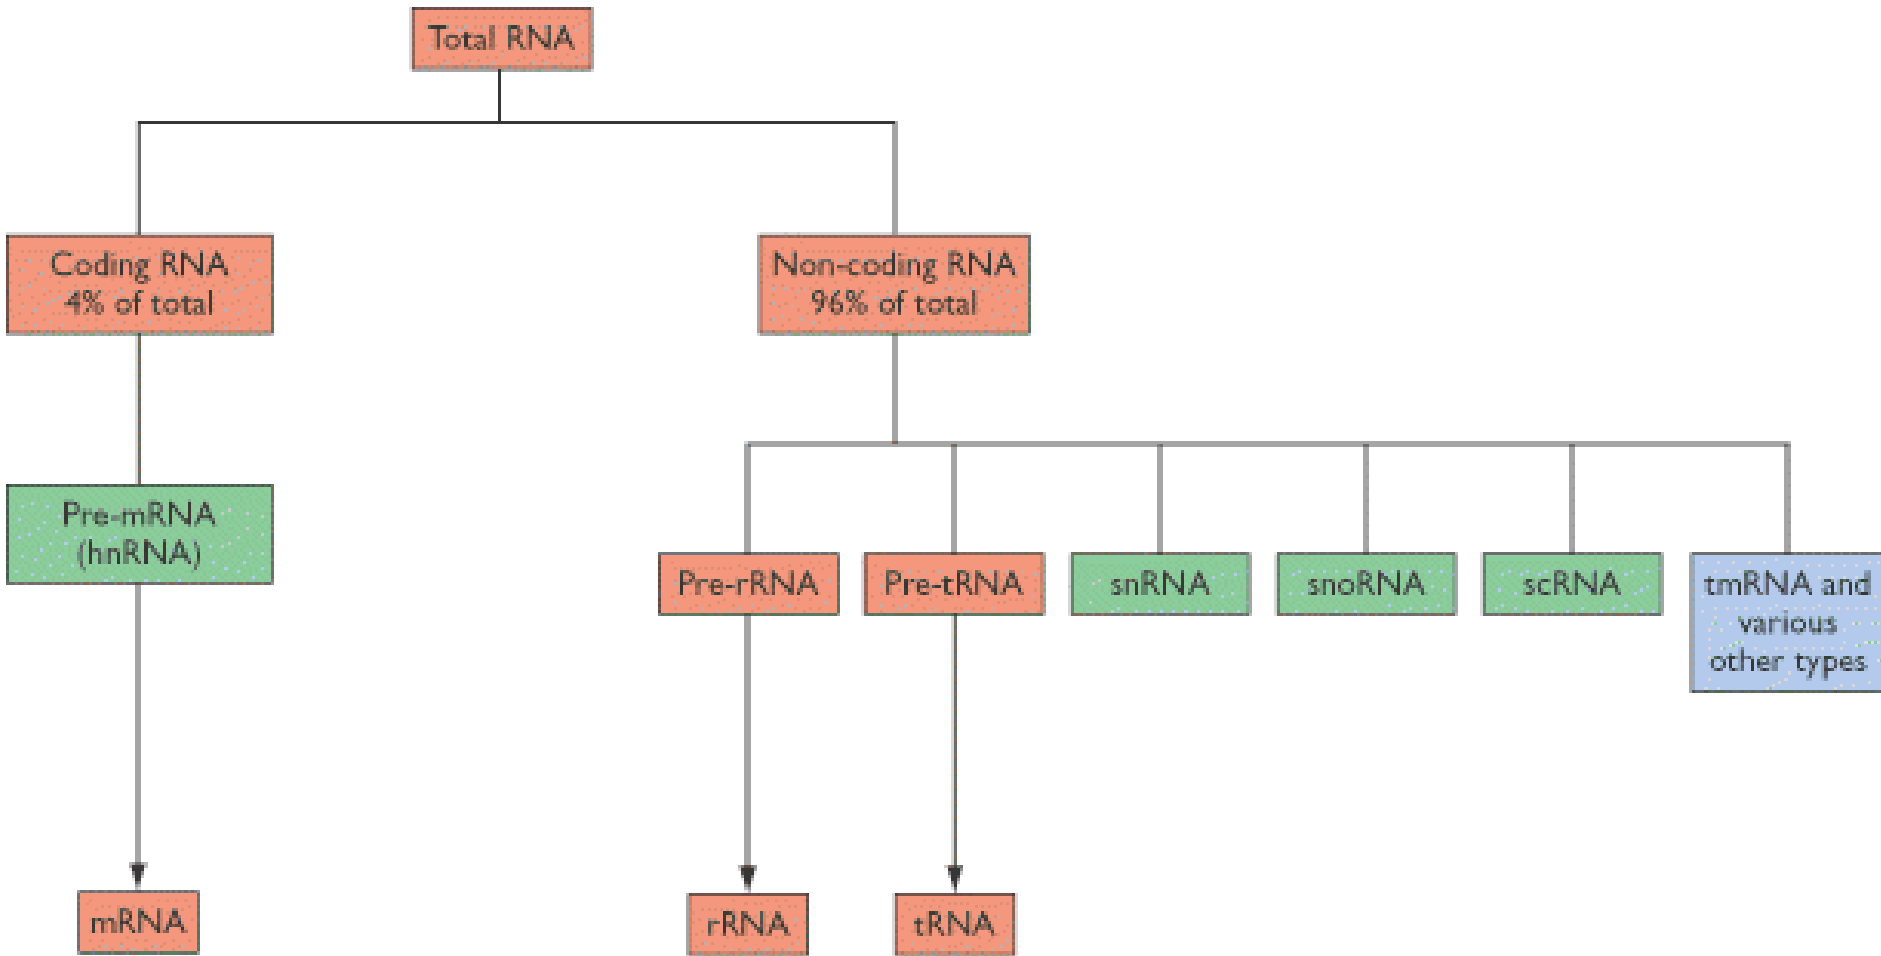 Total RNA
Coding RNA
4% of total
Non-coding RNA
96% of total
Pre-mRNA
(hnRNA)
Pre-rRNA
Pre-tRNA
snRNA
snoRNA
scRNA
tmRNA and
various
other types
mRNA
rRNA
tRNA